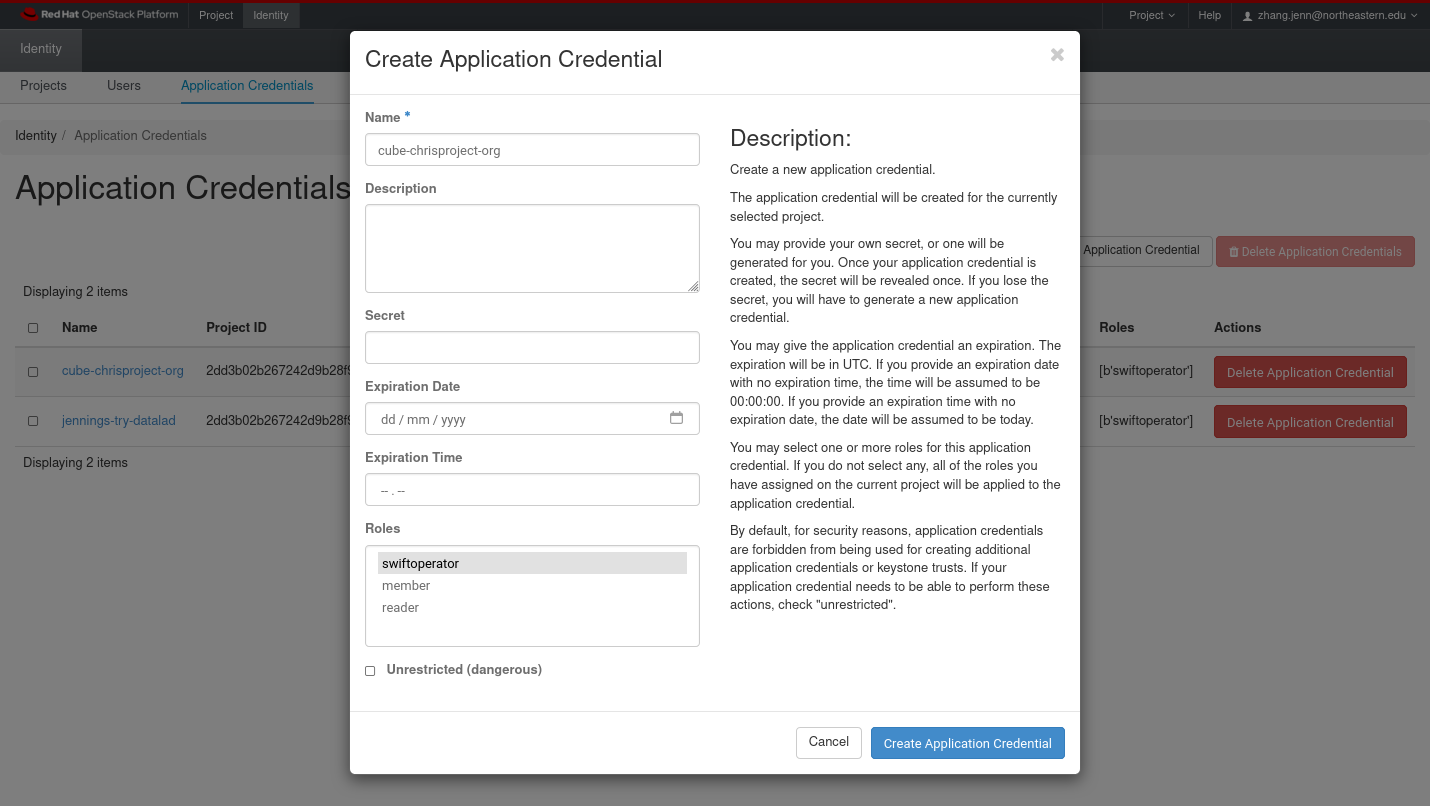 Red Hat OpenStack Platform Project Identity Project Help zhang.jenn@northeastern.edu
Identity
Projects Users Application Credentials
Identity / Application Credentials
Application Credentials
Application Credential Delete Application Credentials
Displaying 2 items
Name Project ID Roles Actions
cube-chrisproject-org 2dd3b02b267242d9b28f9 [b'swiftoperator'] Delete Application Credential
jennings-try-datalad 2dd3b02b267242d9b28f9 [b'swiftoperator'] Delete Application Credential
Displaying 2 items
Create Application Credential
Name *
cube-chrisproject-org
Description
Secret
Expiration Date
dd / mm / yyyy
Expiration Time
-- . --
Roles
swiftoperator
member
reader
Unrestricted (dangerous)
Description:
Create a new application credential.
The application credential will be created for the currently
selected project.
You may provide your own secret, or one will be
generated for you. Once your application credential is
created, the secret will be revealed once. If you lose the
secret, you will have to generate a new application
credential.
You may give the application credential an expiration. The
expiration will be in UTC. If you provide an expiration date
with no expiration time, the time will be assumed to be
00:00:00. If you provide an expiration time with no
expiration date, the date will be assumed to be today.
You may select one or more roles for this application
credential. If you do not select any, all of the roles you
have assigned on the current project will be applied to the
application credential.
By default, for security reasons, application credentials
are forbidden from being used for creating additional
application credentials or keystone trusts. If your
application credential needs to be able to perform these
actions, check "unrestricted".
Cancel Create Application Credential